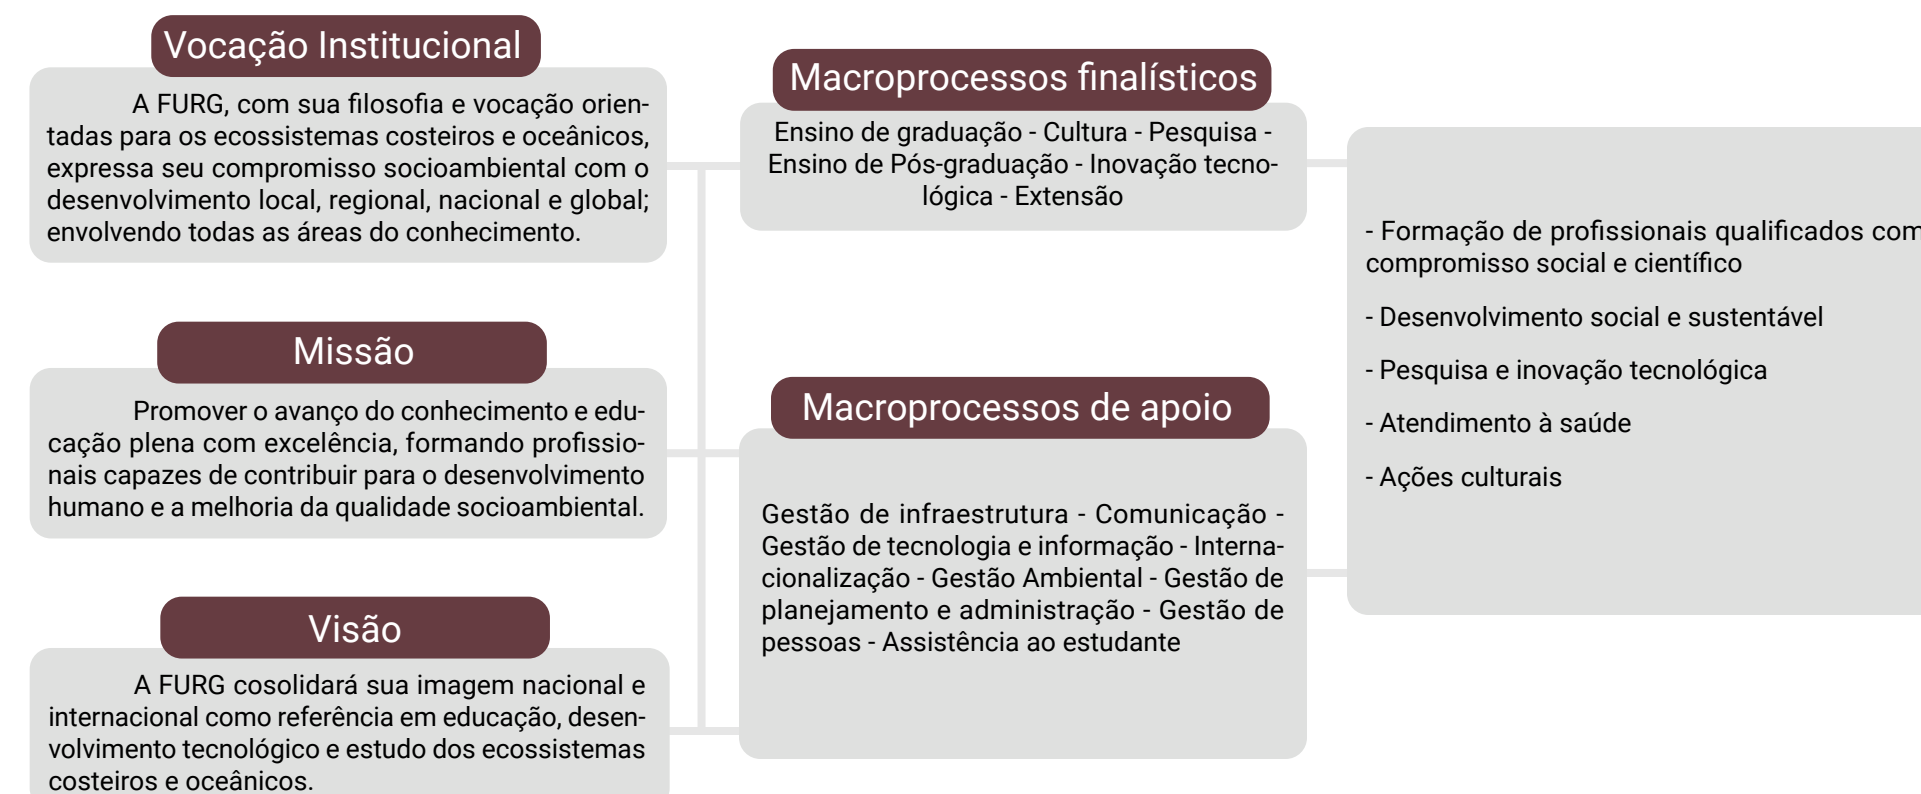 Vocação Institucional
A FURG, com sua filosofia e vocação orien-
tadas para os ecossistemas costeiros e oceânicos,
expressa seu compromisso socioambiental com o
desenvolvimento local, regional, nacional e global;
envolvendo todas as áreas do conhecimento.
Missão
Promover o avanço do conhecimento e edu-
cação plena com excelência, formando profissio-
nais capazes de contribuir para o desenvolvimento
humano e a melhoria da qualidade socioambiental.
Visão
A FURG cosolidará sua imagem nacional e
internacional como referência em educação, desen-
volvimento tecnológico e estudo dos ecossistemas
costeiros e oceânicos.
Macroprocessos finalísticos
Ensino de graduação - Cultura - Pesquisa -
Ensino de Pós-graduação - Inovação tecno-
lógica - Extensão
Macroprocessos de apoio
Gestão de infraestrutura - Comunicação -
Gestão de tecnologia e informação - Interna-
cionalização - Gestão Ambiental - Gestão de
planejamento e administração - Gestão de
pessoas - Assistência ao estudante
- Formação de profissionais qualificados com
compromisso social e científico
- Desenvolvimento social e sustentável
- Pesquisa e inovação tecnológica
- Atendimento à saúde
- Ações culturais